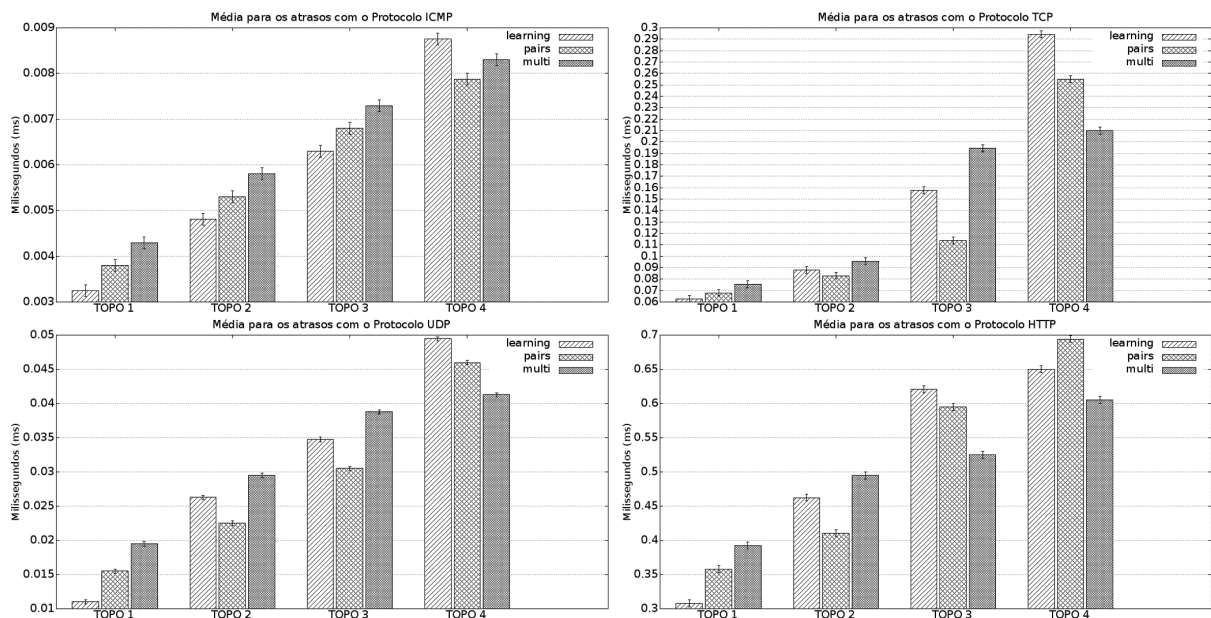 Média para os atrasos com o Protocolo ICMP
0.009
0.008
0.007
0.006
0.005
0.004
0.003
Milissegundos (ms)
learning
pairs
multi
TOPO 1
TOPO 2
TOPO 3
TOPO 4
Média para os atrasos com o Protocolo TCP
0.3
0.29
0.28
0.27
0.26
0.25
0.24
0.23
0.22
0.21
0.2
0.19
0.18
0.17
0.16
0.15
0.14
0.13
0.12
0.11
0.1
0.09
0.08
0.07
0.06
Milissegundos (ms)
learning
pairs
multi
TOPO 1
TOPO 2
TOPO 3
TOPO 4
Média para os atrasos com o Protocolo UDP
0.05
0.045
0.04
0.035
0.03
0.025
0.02
0.015
0.01
Milissegundos (ms)
learning
pairs
multi
TOPO 1
TOPO 2
TOPO 3
TOPO 4
Média para os atrasos com o Protocolo HTTP
0.7
0.65
0.6
0.55
0.5
0.45
0.4
0.35
0.3
Milissegundos (ms)
learning
pairs
multi
TOPO 1
TOPO 2
TOPO 3
TOPO 4